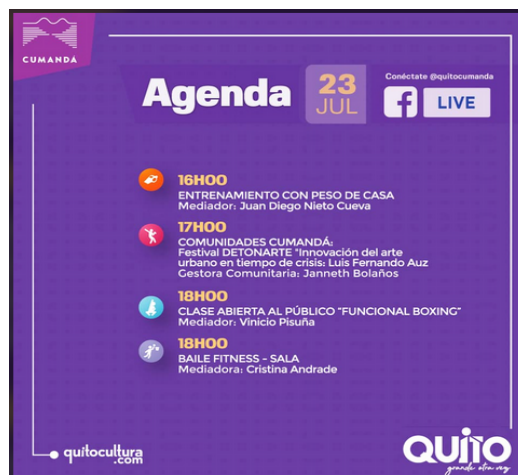 CUMANDÁ
Agenda
23
JUL
Conéctate @quitocumanda
f LIVE
16H00
ENTRENAMIENTO CON PESO DE CASA
Mediador: Juan Diego Nieto Cueva
17H00
COMUNIDADES CUMANDÁ:
Festival DETONARTE "Innovación del arte
urbano en tiempo de crisis: Luis Fernando Auz
Gestora Comunitaria: Janneth Bolaños
18H00
CLASE ABIERTA AL PÚBLICO "FUNCIONAL BOXING"
Mediador: Vinicio Pisuña
18H00
BAILE FITNESS - SALA
Mediadora: Cristina Andrade
quitocultura
.com
QUITO
grande otra vez